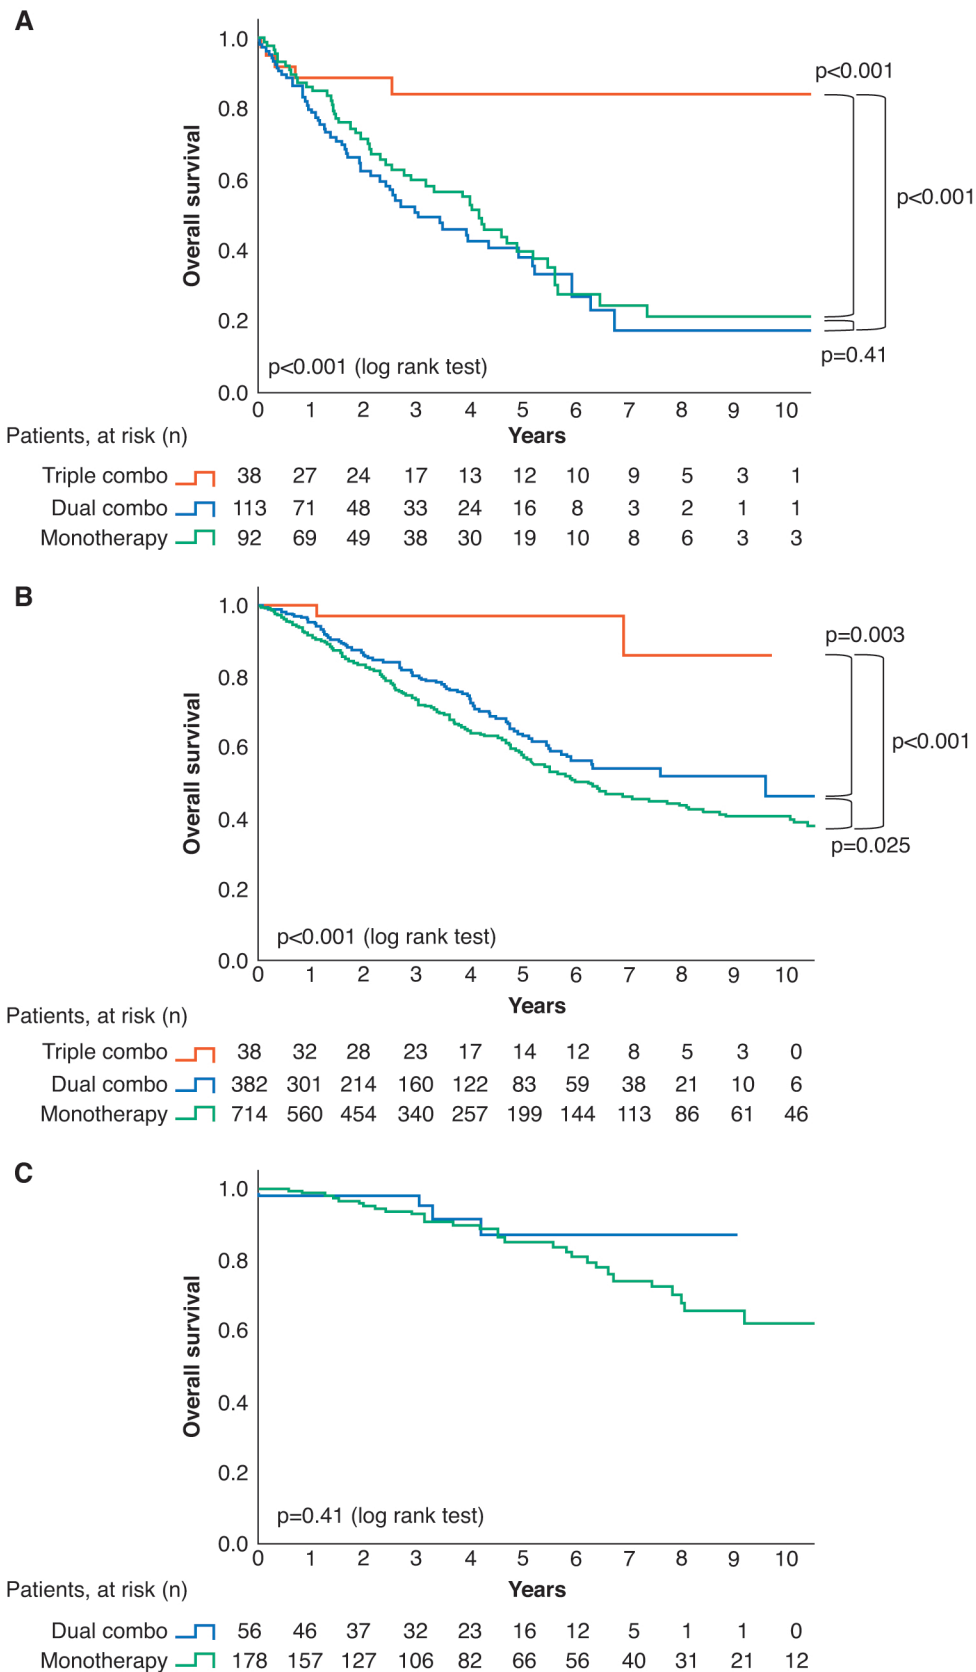 A
1.0
p<0.001
0.8
0.6
p<0.001
Overall survival
0.4
0.2
p=0.41
p<0.001 (log rank test)
0.0
0 1 2 3 4 5 6 7 8 9 10
Patients, at risk (n)
Years
Triple combo 38 27 24 17 13 12 10 9 5 3 1
Dual combo 113 71 48 33 24 16 8 3 2 1 1
Monotherapy 92 69 49 38 30 19 10 8 6 3 3
B
1.0
p=0.003
0.8
p<0.001
0.6
Overall survival
0.4
p=0.025
0.2
p<0.001 (log rank test)
0.0
0 1 2 3 4 5 6 7 8 9 10
Years
Patients, at risk (n)
Triple combo 38 32 28 23 17 14 12 8 5 3 0
Dual combo 382 301 214 160 122 83 59 38 21 10 6
Monotherapy 714 560 454 340 257 199 144 113 86 61 46
C
1.0
0.8
0.6
Overall survival
0.4
0.2
p=0.41 (log rank test)
0.0
0 1 2 3 4 5 6 7 8 9 10
Patients, at risk (n)
Years
Dual combo 56 46 37 32 23 16 12 5 1 1 0
Monotherapy 178 157 127 106 82 66 56 40 31 21 12